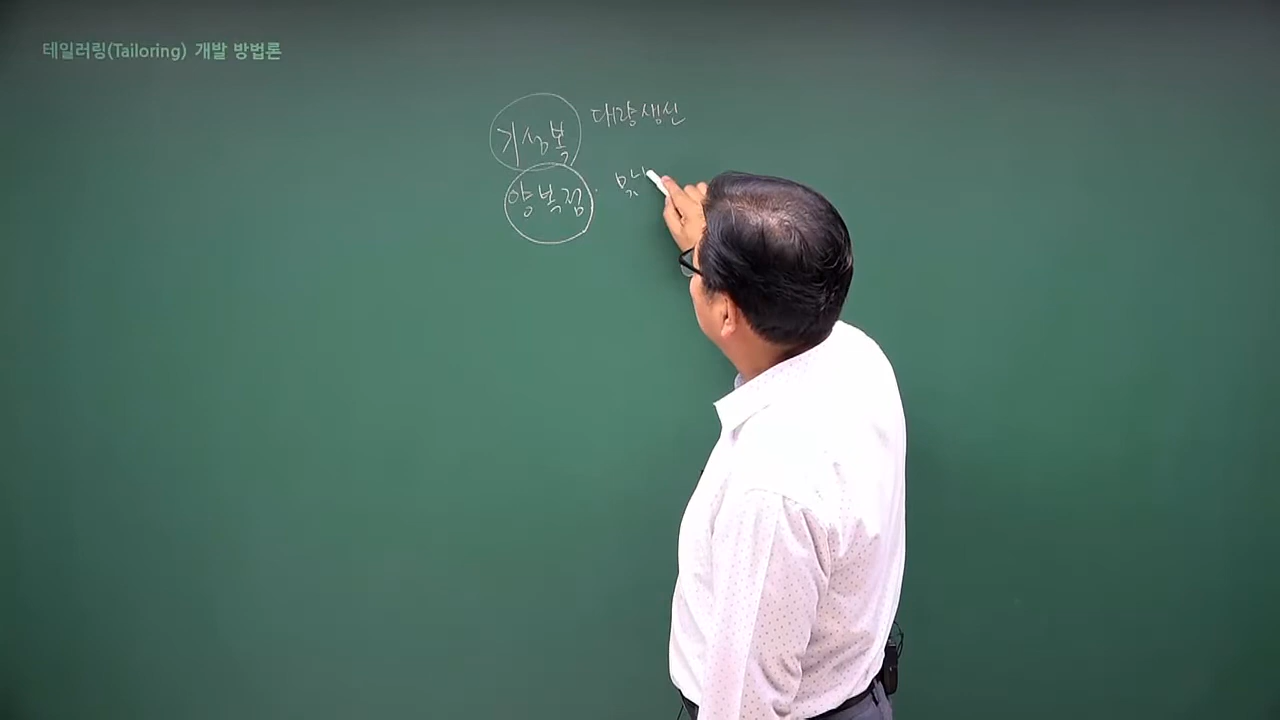 테일러링(Tailoring) 개발 방법론
기성복 대량생산
양복점. 맞